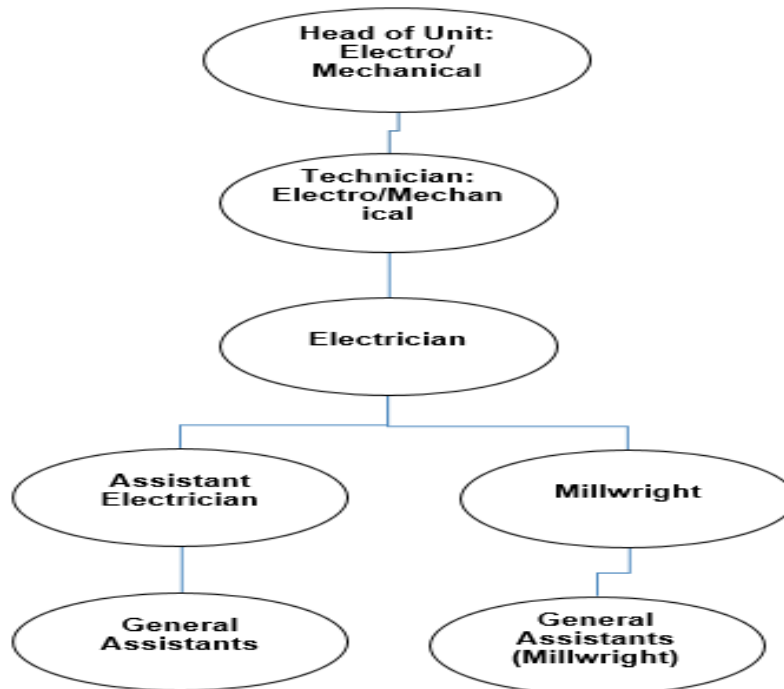 Head of Unit:
Electro/
Mechanical
Technician:
Electro/Mechan
ical
Electrician
Assistant
Electrician
Millwright
General
Assistants
General
Assistants
(Millwright)